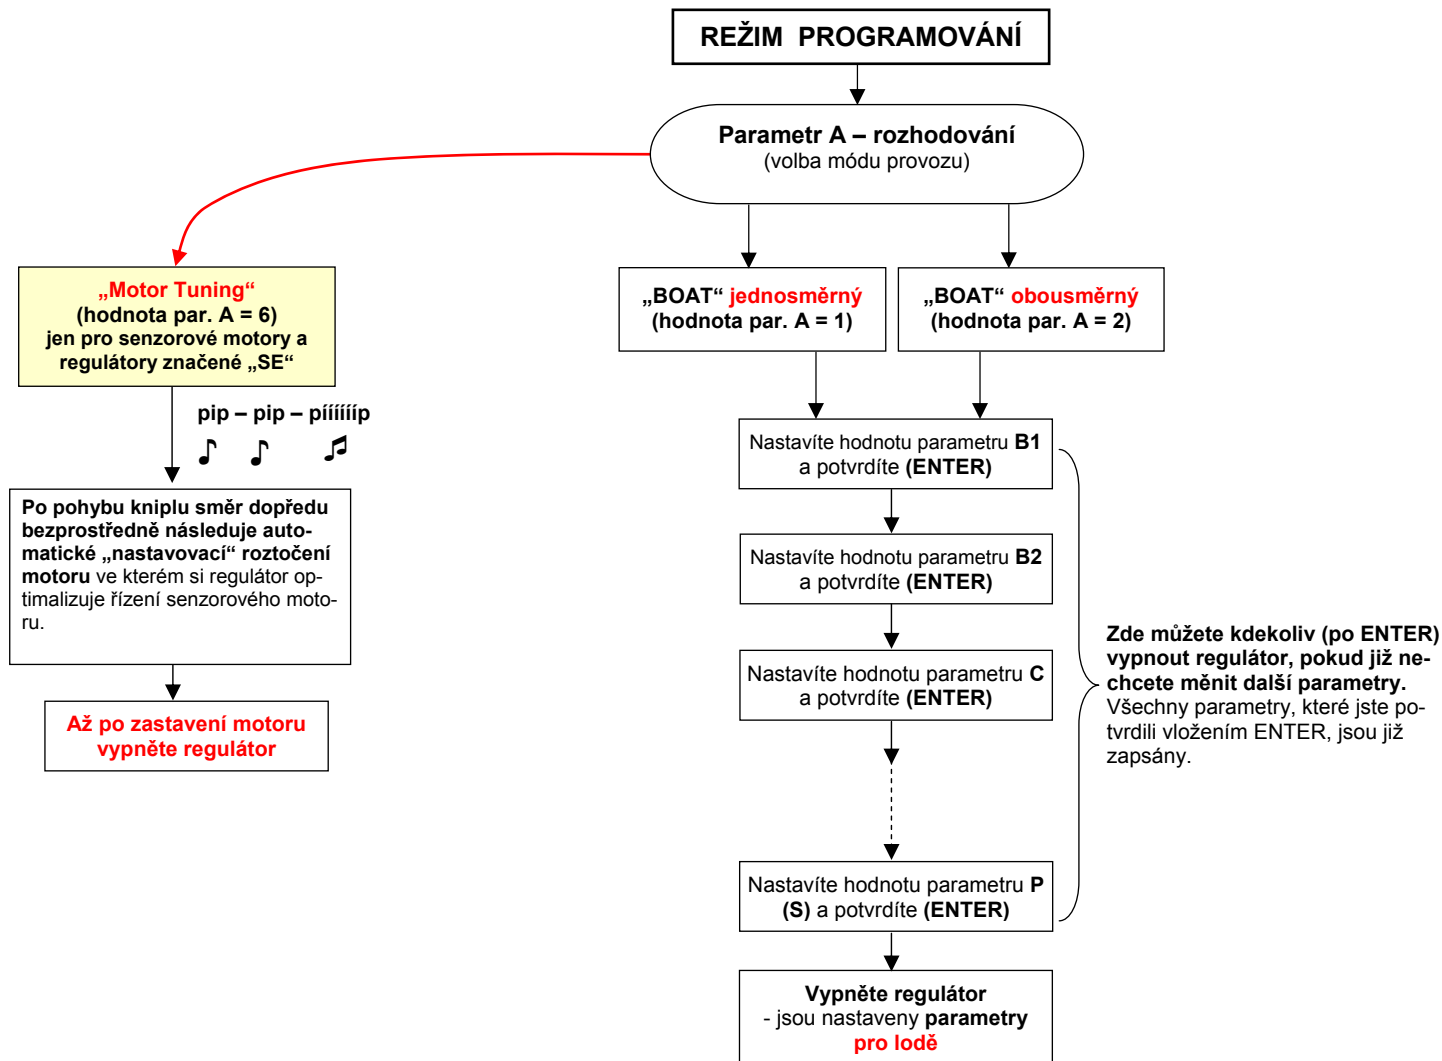 REŽIM PROGRAMOVÁNÍ
Parametr A – rozhodování
(volba módu provozu)
„Motor Tuning“
(hodnota par. A = 6)
jen pro senzorové motory a
regulátory značené „SE“
„BOAT“ jednosměrný
(hodnota par. A = 1)
„BOAT“ obousměrný
(hodnota par. A = 2)
pip – pip – pííííííp
Po pohybu kniplu směr dopředu
bezprostředně následuje auto-
matické „nastavovací“ roztočení
motoru ve kterém si regulátor op-
timalizuje řízení senzorového moto-
ru.
Až po zastavení motoru
vypněte regulátor
Nastavíte hodnotu parametru B1
a potvrdíte (ENTER)
Nastavíte hodnotu parametru B2
a potvrdíte (ENTER)
Nastavíte hodnotu parametru C
a potvrdíte (ENTER)
Nastavíte hodnotu parametru P
(S) a potvrdíte (ENTER)
Vypněte regulátor
- jsou nastaveny parametry
pro lodě
Zde můžete kdekoliv (po ENTER)
vypnout regulátor, pokud již ne-
chcete měnit další parametry.
Všechny parametry, které jste po-
tvrdili vložením ENTER, jsou již
zapsány.